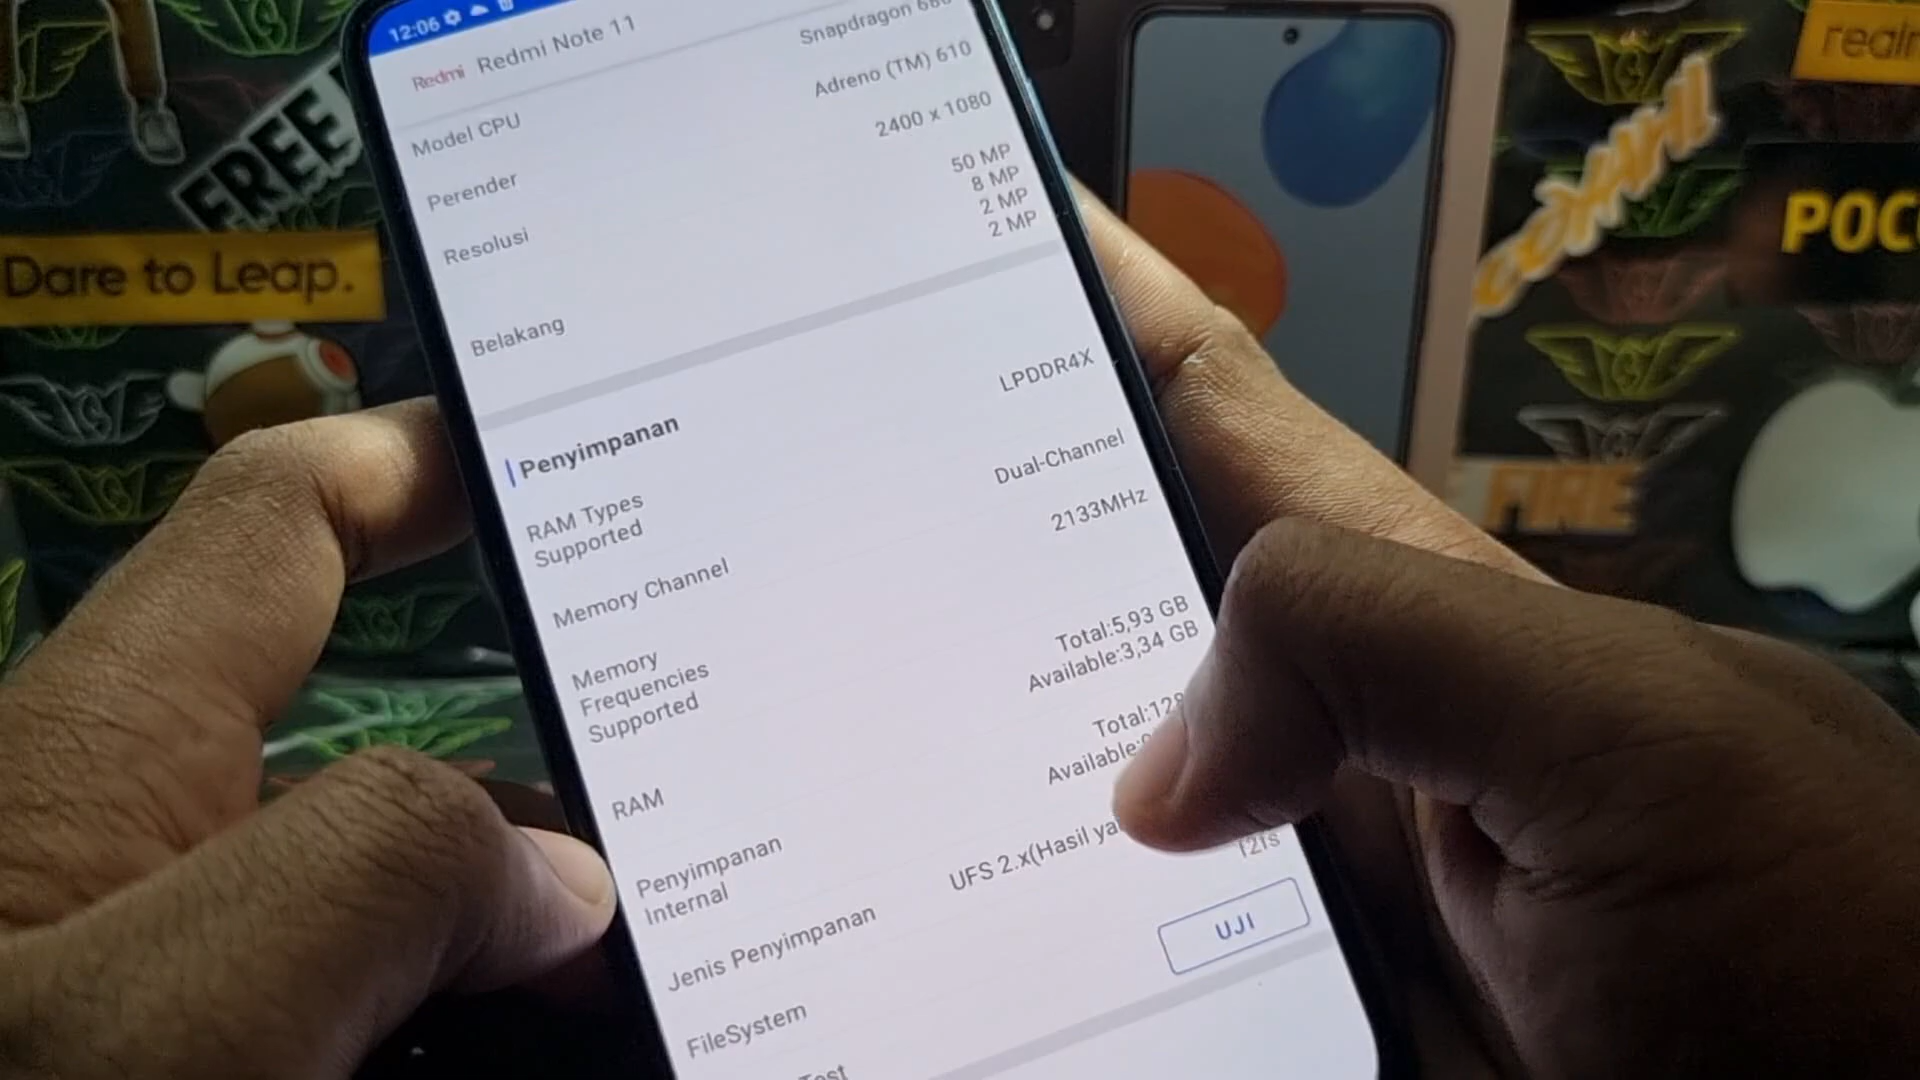 12:06
Redmi Redmi Note 11
Model CPU Snapdragon
Perender Adreno (TM) 610
Resolusi 2400 x 1080
50 MP
8 MP
2 MP
2 MP
Belakang
Penyimpanan
RAM Types LPDDR4X
Supported
Memory Channel Dual-Channel
Memory 2133MHz
Frequencies
Supported
RAM Total:5,93 GB
Available:3,34 GB
Penyimpanan Total:128
Internal Available:
Jenis Penyimpanan UFS 2.x(Hasil
FileSystem f2fs
Test
UJI
FREE
Dare to Leap.
realm
POC
FIRE